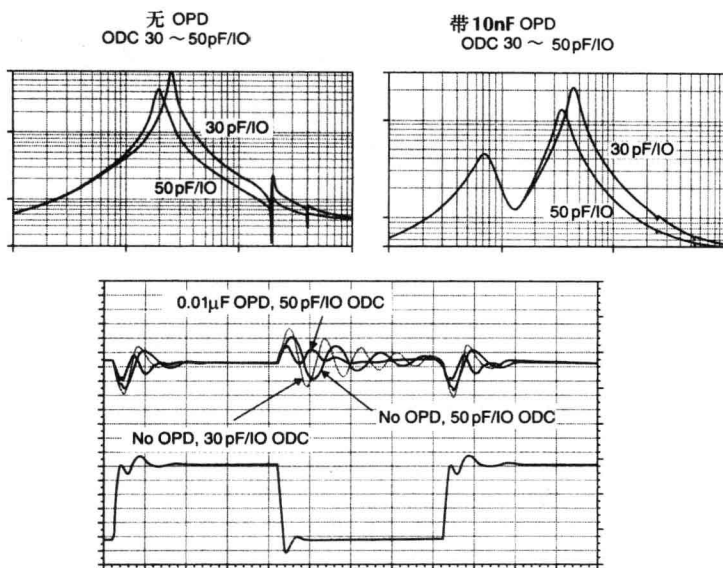 无 OPD
ODC 30 ～ 50pF/IO
30 pF/IO
50pF/IO
带10nF OPD
ODC 30 ～ 50pF/IO
30 pF/IO
50pF/IO
0.01μF OPD, 50 pF/IO ODC
No OPD, 50 pF/IO ODC
No OPD, 30 pF/IO ODC